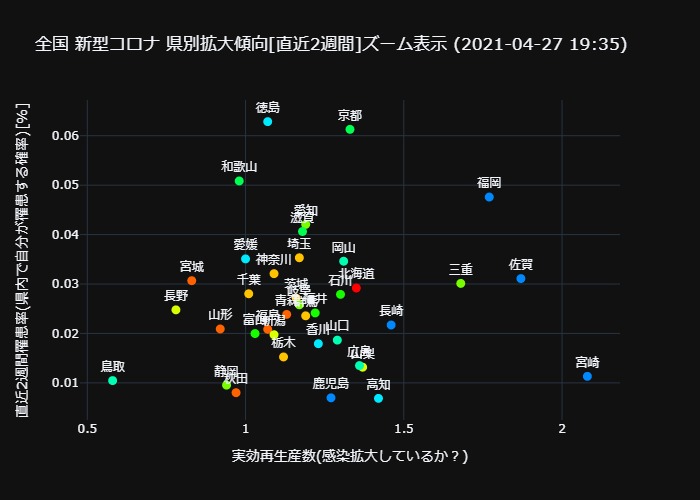 全国 新型コロナ 県別拡大傾向[直近2週間]ズーム表示 (2021-04-27 19:35)
直近2週間罹患率(県内で自分が罹患する確率)[%]
0.06
0.05
0.04
0.03
0.02
0.01
徳島
京都
和歌山
福岡
愛知
滋賀
愛媛
埼玉
岡山
神奈川
宮城
北海道
佐賀
三重
千葉
茨城
石川
岐阜
長野
青森
福井
長崎
山形
福島
富山
新潟
香川
山口
栃木
広島
山梨
鳥取
静岡
秋田
宮崎
鹿児島
高知
0.5
1
1.5
2
実効再生産数(感染拡大しているか？)